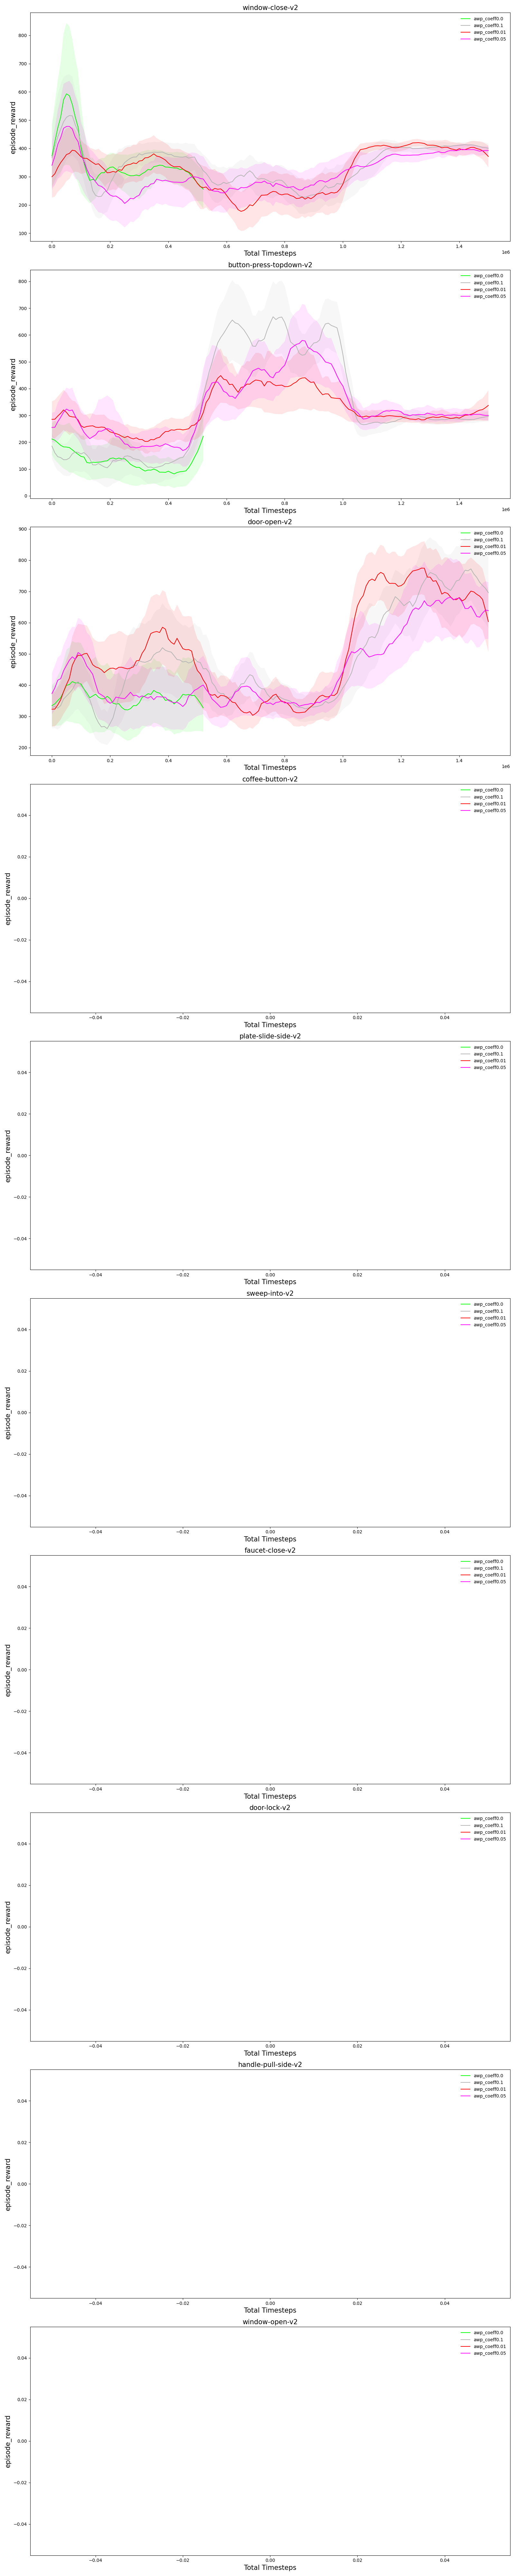 window-close-v2
awp_coeff0.0
awp_coeff0.1
awp_coeff0.01
awp_coeff0.05
episode_reward
800
700
600
500
400
300
200
100
0.0 0.2 0.4 0.6 0.8 1.0 1.2 1.4
1e6
Total Timesteps
button-press-topdown-v2
awp_coeff0.0
awp_coeff0.1
awp_coeff0.01
awp_coeff0.05
episode_reward
800
700
600
500
400
300
200
100
0
0.0 0.2 0.4 0.6 0.8 1.0 1.2 1.4
1e6
Total Timesteps
door-open-v2
awp_coeff0.0
awp_coeff0.1
awp_coeff0.01
awp_coeff0.05
episode_reward
900
800
700
600
500
400
300
200
0.0 0.2 0.4 0.6 0.8 1.0 1.2 1.4
1e6
Total Timesteps
coffee-button-v2
awp_coeff0.0
awp_coeff0.1
awp_coeff0.01
awp_coeff0.05
episode_reward
0.04
0.02
0.00
−0.02
−0.04
−0.04 −0.02 0.00 0.02 0.04
Total Timesteps
plate-slide-side-v2
awp_coeff0.0
awp_coeff0.1
awp_coeff0.01
awp_coeff0.05
episode_reward
0.04
0.02
0.00
−0.02
−0.04
−0.04 −0.02 0.00 0.02 0.04
Total Timesteps
sweep-into-v2
awp_coeff0.0
awp_coeff0.1
awp_coeff0.01
awp_coeff0.05
episode_reward
0.04
0.02
0.00
−0.02
−0.04
−0.04 −0.02 0.00 0.02 0.04
Total Timesteps
faucet-close-v2
awp_coeff0.0
awp_coeff0.1
awp_coeff0.01
awp_coeff0.05
episode_reward
0.04
0.02
0.00
−0.02
−0.04
−0.04 −0.02 0.00 0.02 0.04
Total Timesteps
door-lock-v2
awp_coeff0.0
awp_coeff0.1
awp_coeff0.01
awp_coeff0.05
episode_reward
0.04
0.02
0.00
−0.02
−0.04
−0.04 −0.02 0.00 0.02 0.04
Total Timesteps
handle-pull-side-v2
awp_coeff0.0
awp_coeff0.1
awp_coeff0.01
awp_coeff0.05
episode_reward
0.04
0.02
0.00
−0.02
−0.04
−0.04 −0.02 0.00 0.02 0.04
Total Timesteps
window-open-v2
awp_coeff0.0
awp_coeff0.1
awp_coeff0.01
awp_coeff0.05
episode_reward
0.04
0.02
0.00
−0.02
−0.04
−0.04 −0.02 0.00 0.02 0.04
Total Timesteps